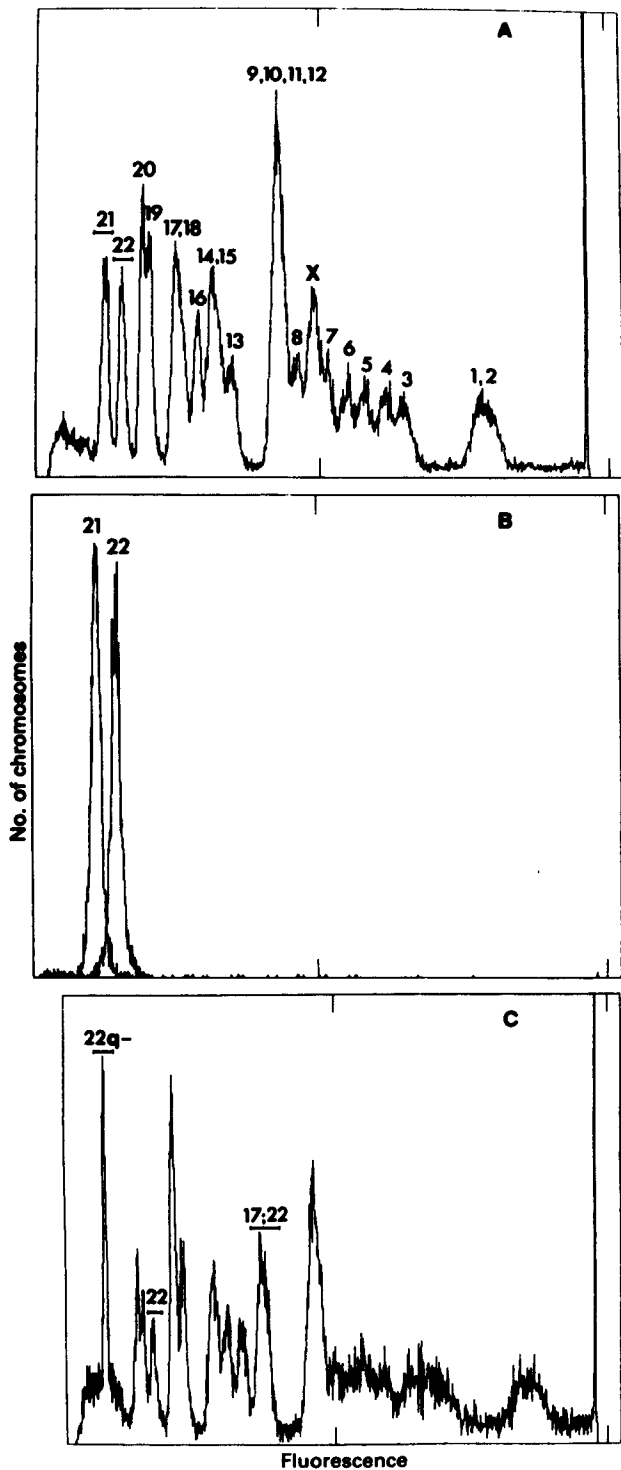 A
9,10,11,12
20
19
21
22
17,18
14,15
X
16
7
8
6
13
5
4
3
1,2
B
21
22
No. of chromosomes
C
22q-
17;22
22
Fluorescence